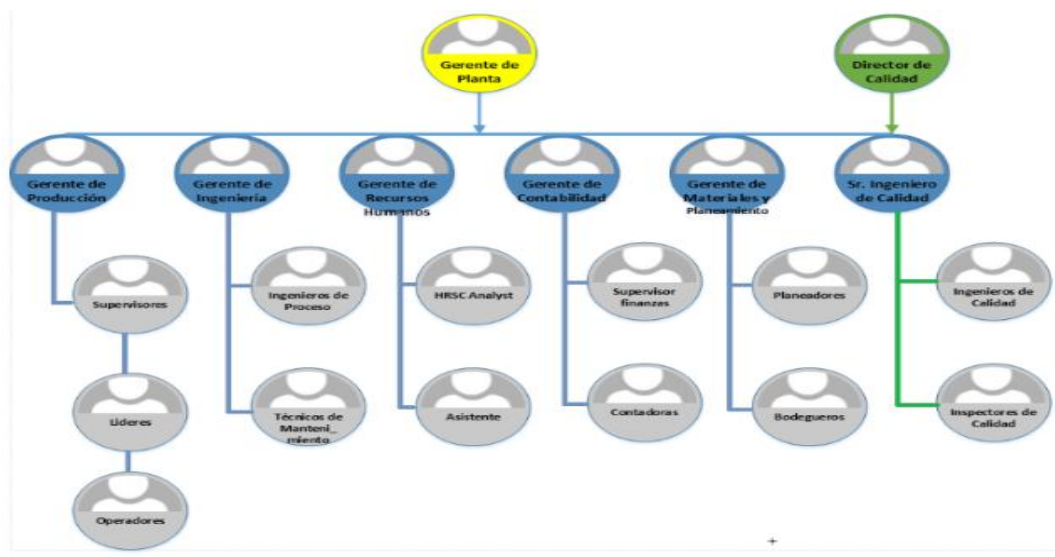 Gerente de
Planta
Director de
Calidad
Gerente de
Producción
Gerente de
Ingeniería
Gerente de
Recursos
Humanos
Gerente de
Contabilidad
Gerente de
Materiales y
Planeamiento
Sr. Ingeniero
de Calidad
Supervisores
Ingenieros de
Proceso
HRSC Analyst
Supervisor
finanzas
Planeadores
Ingenieros de
Calidad
Lideres
Técnicos de
Manteni_
miento
Asistente
Contadoras
Bodegueros
Inspectores de
Calidad
Operadores